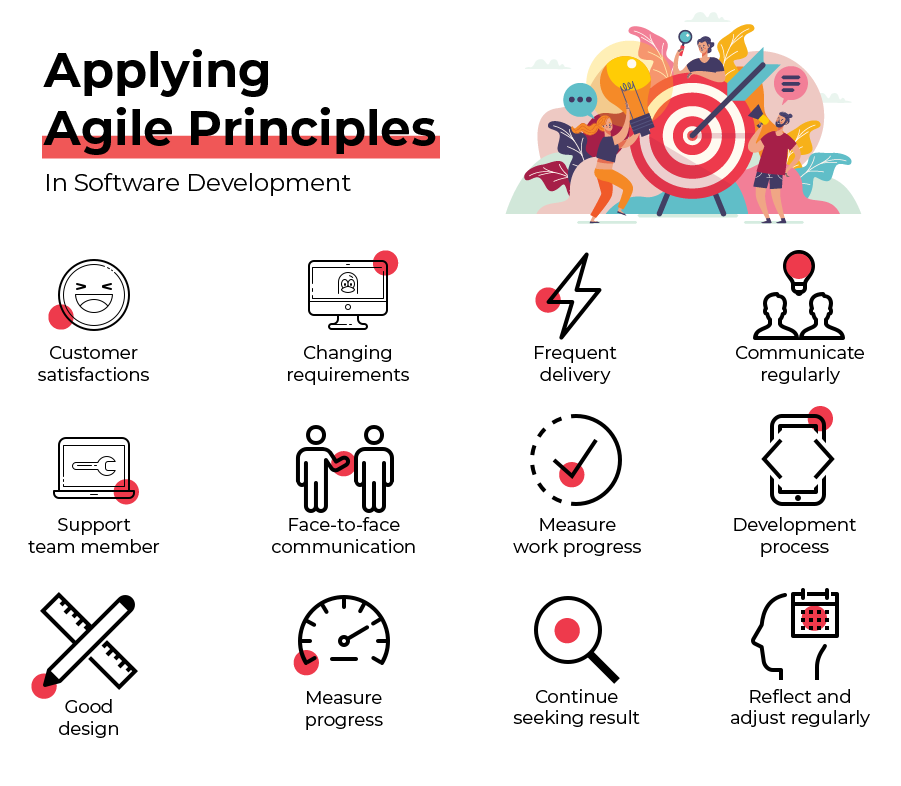 Applying
Agile Principles
In Software Development
Customer
satisfactions
Changing
requirements
Frequent
delivery
Communicate
regularly
Support
team member
Face-to-face
communication
Measure
work progress
Development
process
Good
design
Measure
progress
Continue
seeking result
Reflect and
adjust regularly